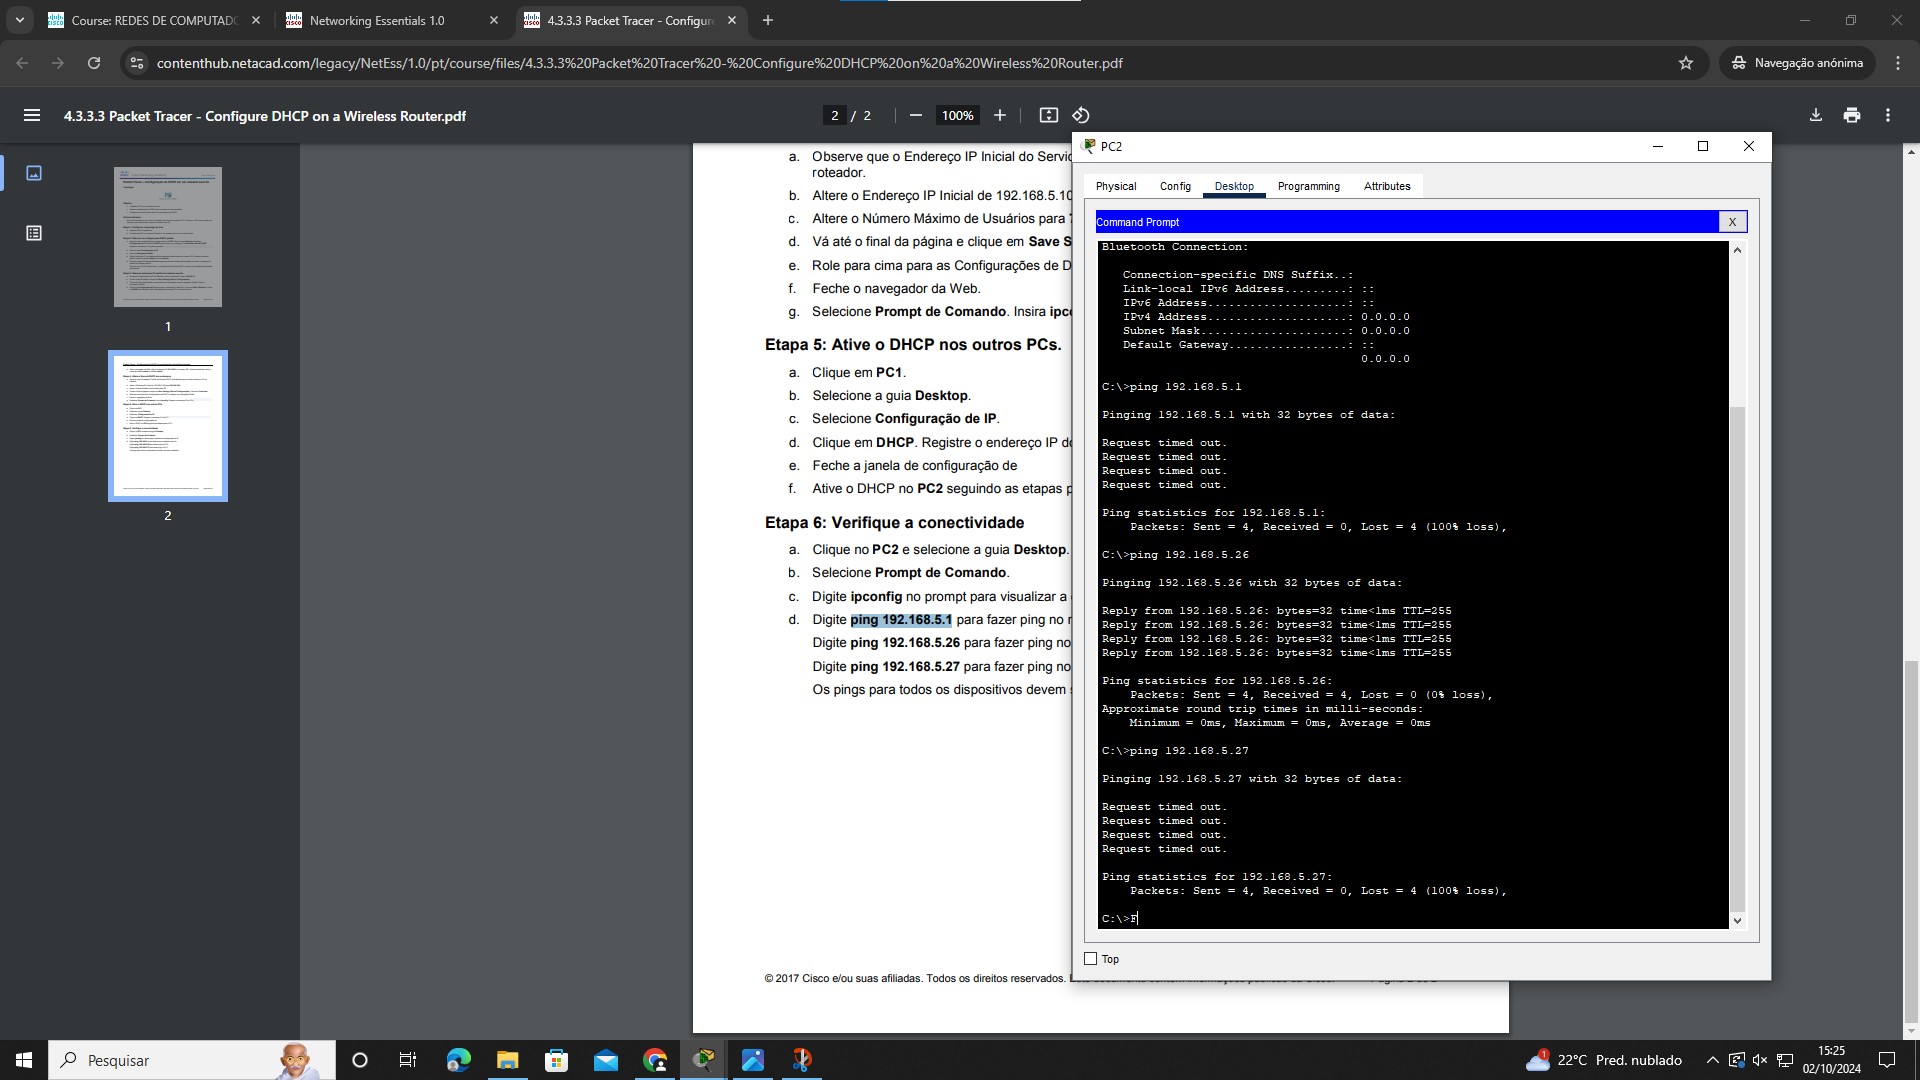 Course: REDES DE COMPUTADO
Networking Essentials 1.0
4.3.3.3 Packet Tracer - Configure
contenthub.netacad.com/legacy/NetEss/1.0/pt/course/files/4.3.3.3%20Packet%20Tracer%20-%20Configure%20DHCP%20on%20a%20Wireless%20Router.pdf
Navegação anónima
4.3.3.3 Packet Tracer - Configure DHCP on a Wireless Router.pdf
2 / 2
100%
1
2
a. Observe que o Endereço IP Inicial do Serviç
roteador.
b. Altere o Endereço IP Inicial de 192.168.5.10
c. Altere o Número Máximo de Usuários para 7
d. Vá até o final da página e clique em Save S
e. Role para cima para as Configurações de D
f. Feche o navegador da Web.
g. Selecione Prompt de Comando. Insira ipco
Etapa 5: Ative o DHCP nos outros PCs.
a. Clique em PC1.
b. Selecione a guia Desktop.
c. Selecione Configuração de IP.
d. Clique em DHCP. Registre o endereço IP do
e. Feche a janela de configuração de
f. Ative o DHCP no PC2 seguindo as etapas p
Etapa 6: Verifique a conectividade
a. Clique no PC2 e selecione a guia Desktop.
b. Selecione Prompt de Comando.
c. Digite ipconfig no prompt para visualizar a
d. Digite ping 192.168.5.1 para fazer ping no r
Digite ping 192.168.5.26 para fazer ping no
Digite ping 192.168.5.27 para fazer ping no
Os pings para todos os dispositivos devem s
© 2017 Cisco e/ou suas afiliadas. Todos os direitos reservados.
PC2
Physical Config Desktop Programming Attributes
Command Prompt
X
Bluetooth Connection:
Connection-specific DNS Suffix..:
Link-local IPv6 Address.........: ::
IPv6 Address....................: ::
IPv4 Address....................: 0.0.0.0
Subnet Mask.....................: 0.0.0.0
Default Gateway.................: ::
0.0.0.0
C:\>ping 192.168.5.1
Pinging 192.168.5.1 with 32 bytes of data:
Request timed out.
Request timed out.
Request timed out.
Request timed out.
Ping statistics for 192.168.5.1:
Packets: Sent = 4, Received = 0, Lost = 4 (100% loss),
C:\>ping 192.168.5.26
Pinging 192.168.5.26 with 32 bytes of data:
Reply from 192.168.5.26: bytes=32 time<1ms TTL=255
Reply from 192.168.5.26: bytes=32 time<1ms TTL=255
Reply from 192.168.5.26: bytes=32 time<1ms TTL=255
Reply from 192.168.5.26: bytes=32 time<1ms TTL=255
Ping statistics for 192.168.5.26:
Packets: Sent = 4, Received = 4, Lost = 0 (0% loss),
Approximate round trip times in milli-seconds:
Minimum = 0ms, Maximum = 0ms, Average = 0ms
C:\>ping 192.168.5.27
Pinging 192.168.5.27 with 32 bytes of data:
Request timed out.
Request timed out.
Request timed out.
Request timed out.
Ping statistics for 192.168.5.27:
Packets: Sent = 4, Received = 0, Lost = 4 (100% loss),
C:\>F
Top
Pesquisar
1
22°C Pred. nublado
15:25
02/10/2024